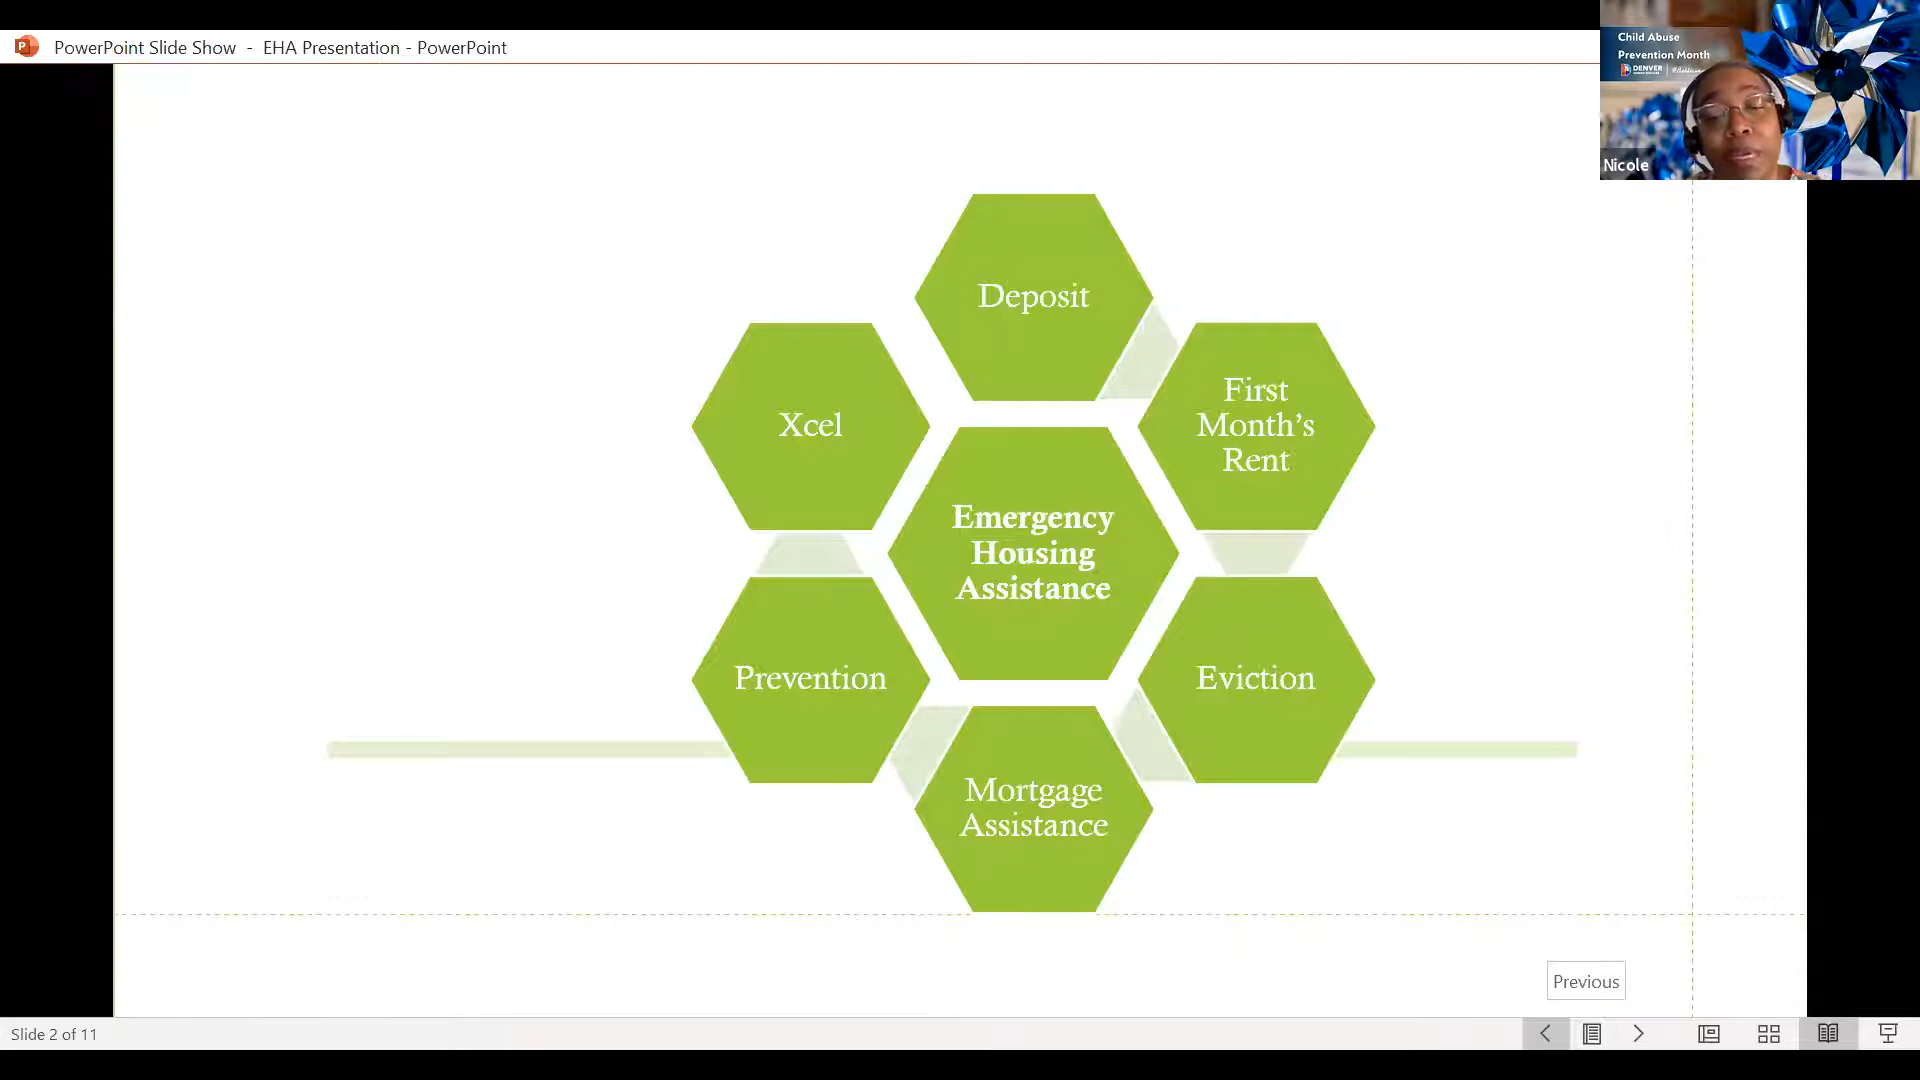 PowerPoint Slide Show - EHA Presentation - PowerPoint
Child Abuse
Prevention Month
DENVER
Nicole
Deposit
Xcel
First
Month's
Rent
Emergency
Housing
Assistance
Prevention
Eviction
Mortgage
Assistance
Previous
Slide 2 of 11